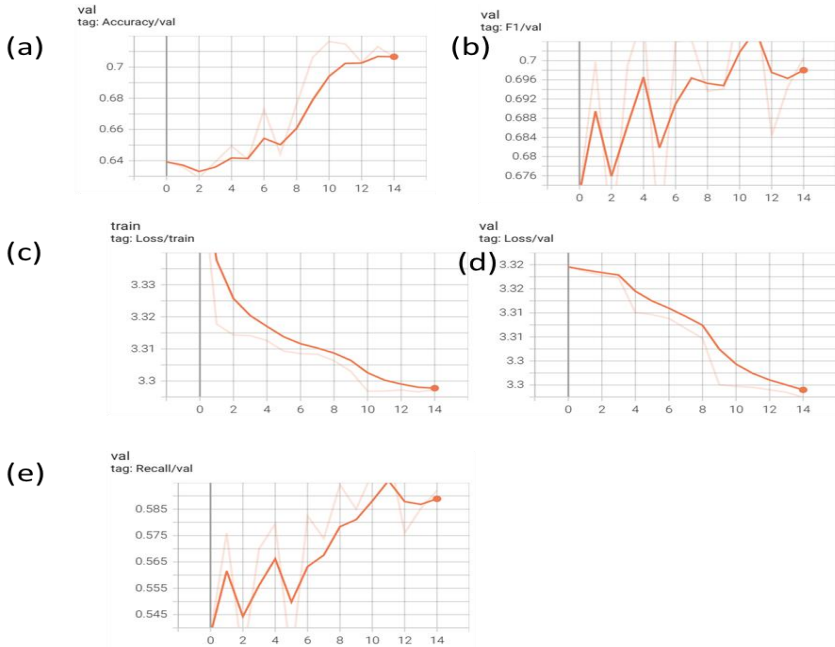 (a)
val
tag: Accuracy/val
0.7
0.68
0.66
0.64
0 2 4 6 8 10 12 14
(b)
val
tag: F1/val
0.7
0.696
0.692
0.688
0.684
0.68
0.676
0 2 4 6 8 10 12 14
(c)
train
tag: Loss/train
3.33
3.32
3.31
3.3
0 2 4 6 8 10 12 14
(d)
val
tag: Loss/val
3.32
3.32
3.31
3.31
3.3
3.3
0 2 4 6 8 10 12 14
(e)
val
tag: Recall/val
0.585
0.575
0.565
0.555
0.545
0 2 4 6 8 10 12 14